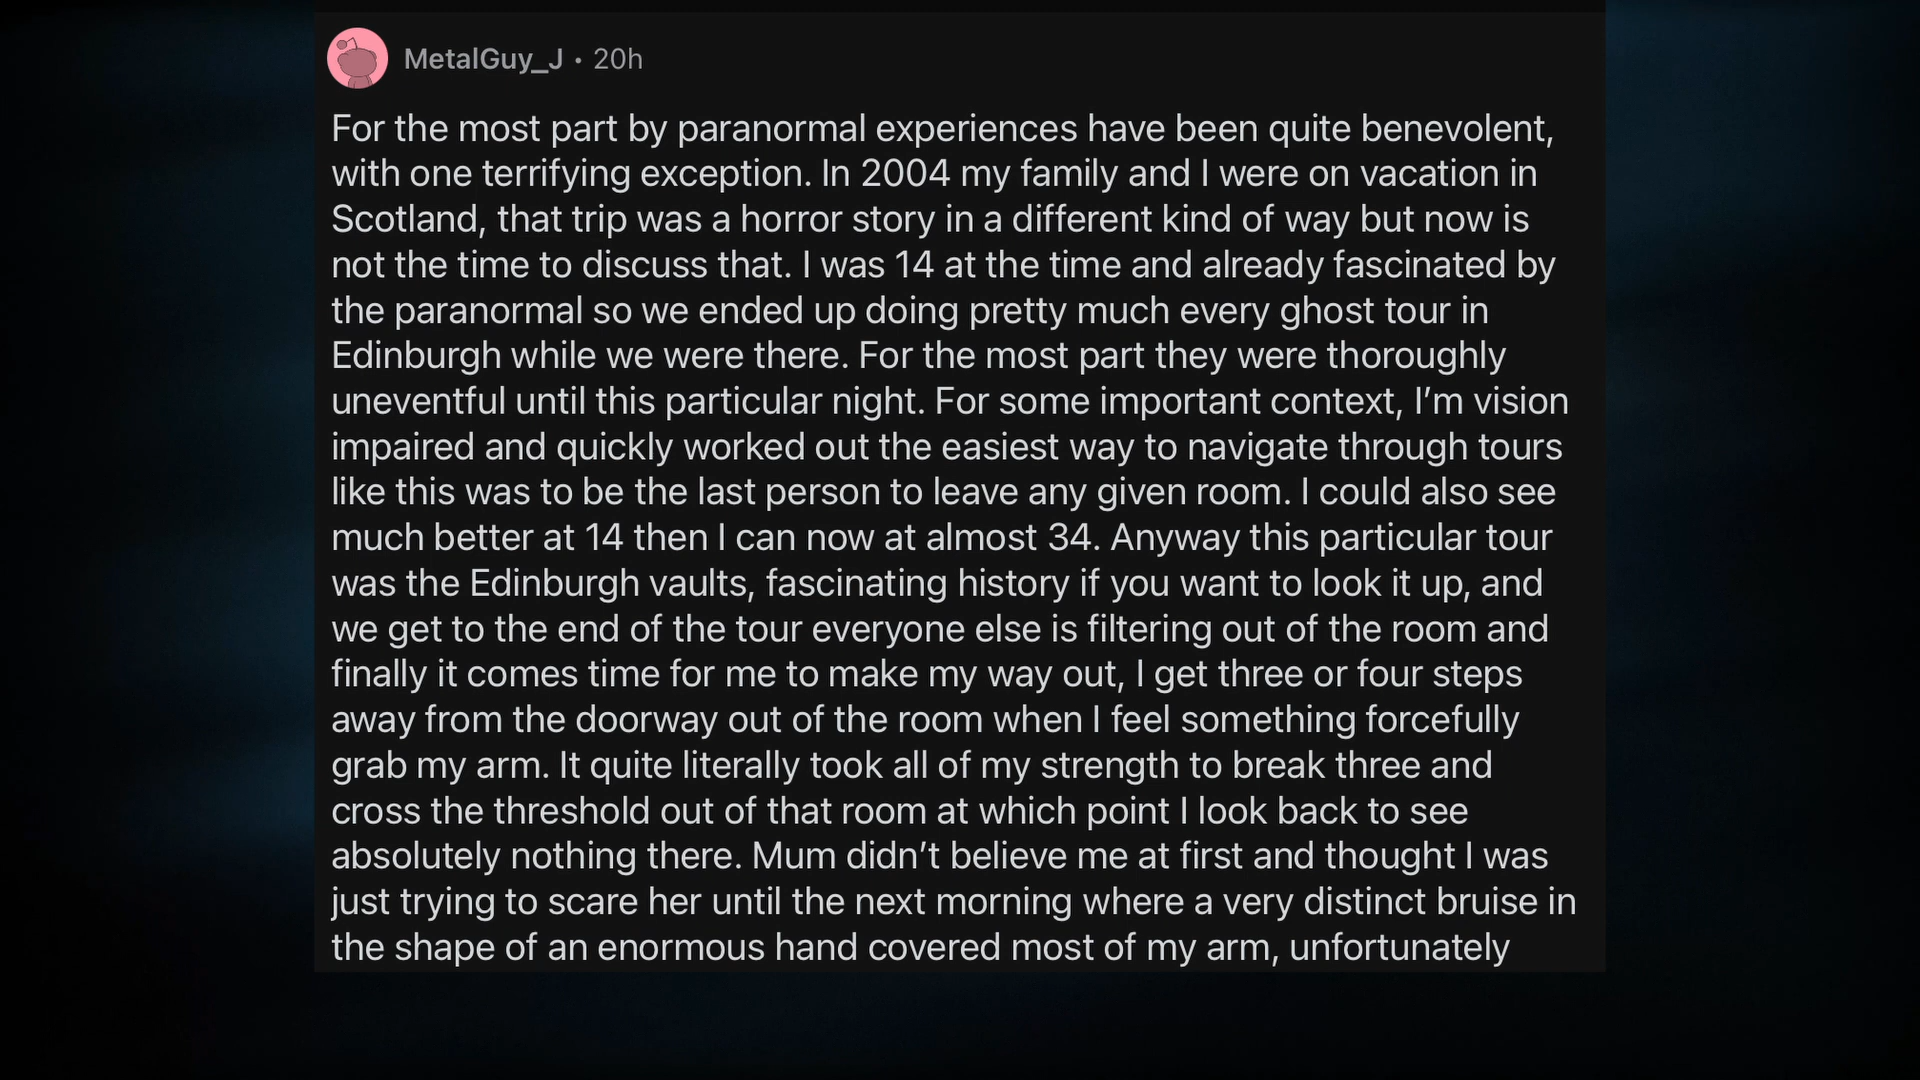 MetalGuy_J • 20h
For the most part by paranormal experiences have been quite benevolent,
with one terrifying exception. In 2004 my family and I were on vacation in
Scotland, that trip was a horror story in a different kind of way but now is
not the time to discuss that. I was 14 at the time and already fascinated by
the paranormal so we ended up doing pretty much every ghost tour in
Edinburgh while we were there. For the most part they were thoroughly
uneventful until this particular night. For some important context, I’m vision
impaired and quickly worked out the easiest way to navigate through tours
like this was to be the last person to leave any given room. I could also see
much better at 14 then I can now at almost 34. Anyway this particular tour
was the Edinburgh vaults, fascinating history if you want to look it up, and
we get to the end of the tour everyone else is filtering out of the room and
finally it comes time for me to make my way out, I get three or four steps
away from the doorway out of the room when I feel something forcefully
grab my arm. It quite literally took all of my strength to break three and
cross the threshold out of that room at which point I look back to see
absolutely nothing there. Mum didn’t believe me at first and thought I was
just trying to scare her until the next morning where a very distinct bruise in
the shape of an enormous hand covered most of my arm, unfortunately